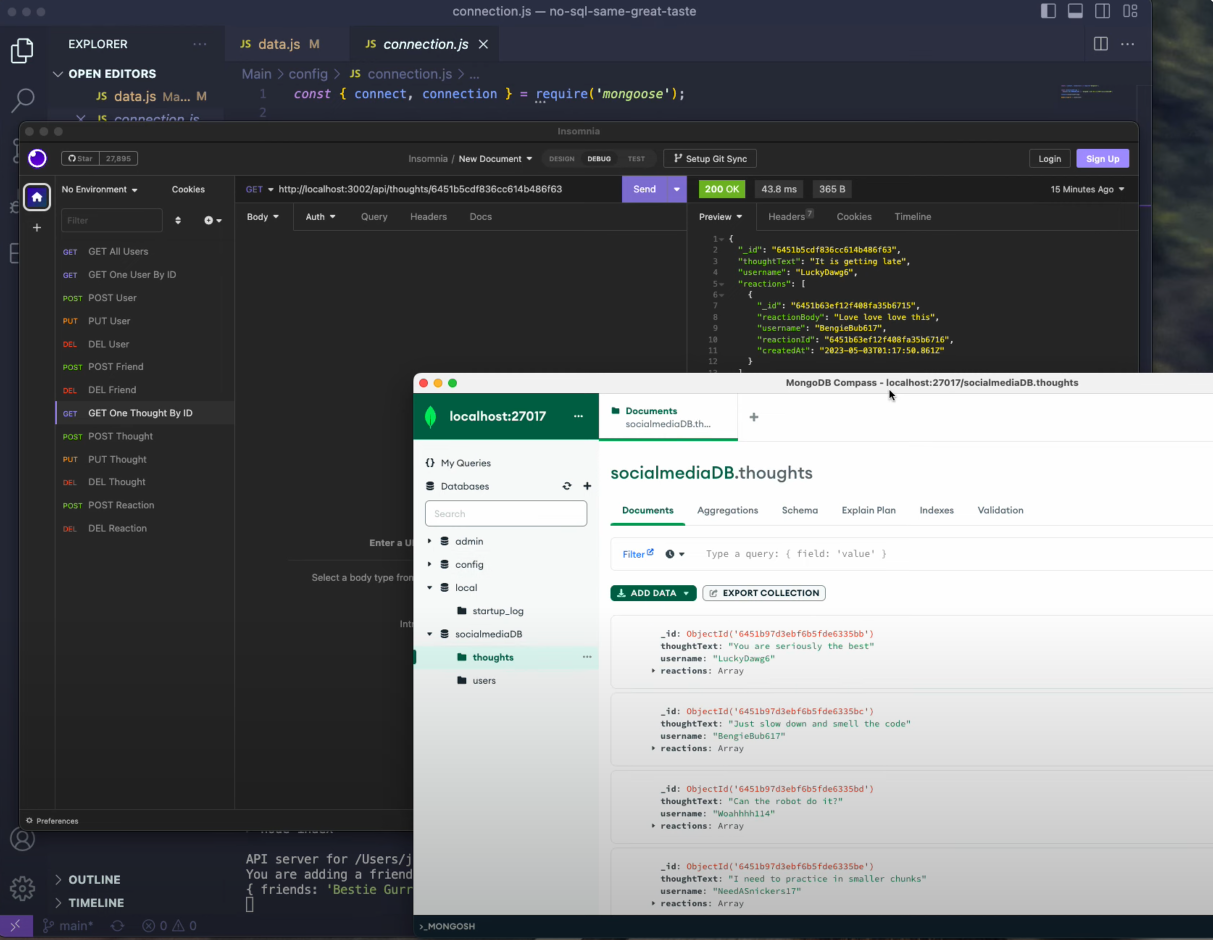 connection.js — no-sql-same-great-taste
EXPLORER
JS data.js M
JS connection.js
OPEN EDITORS
JS data.js Ma... M
JS connection.js
Main > config > JS connection.js > ...
1 const { connect, connection } = require('mongoose');
2
Insomnia
Star 27,895
Insomnia / New Document
DESIGN DEBUG TEST
Setup Git Sync
Login
Sign Up
No Environment
Cookies
GET http://localhost:3002/api/thoughts/6451b5cdf836cc614b486f63
Send
200 OK 43.8 ms 365 B
15 Minutes Ago
Filter
Body Auth Query Headers Docs
Preview Headers 7 Cookies Timeline
GET GET All Users
GET GET One User By ID
POST POST User
PUT PUT User
DEL DEL User
POST POST Friend
DEL DEL Friend
GET GET One Thought By ID
POST POST Thought
PUT PUT Thought
DEL DEL Thought
POST POST Reaction
DEL DEL Reaction
1 {
2 "_id": "6451b5cdf836cc614b486f63",
3 "thoughtText": "It is getting late",
4 "username": "LuckyDawg6",
5 "reactions": [
6 {
7 "_id": "6451b63ef12f408fa35b6715",
8 "reactionBody": "Love love love this",
9 "username": "BengieBub617",
10 "reactionId": "6451b63ef12f408fa35b6716",
11 "createdAt": "2023-05-03T01:17:50.861Z"
12 }
Enter a U
Select a body type from
Preferences
MongoDB Compass - localhost:27017/socialmediaDB.thoughts
localhost:27017 ...
Documents
socialmediaDB.th...
{} My Queries
Databases
Search
admin
config
local
startup_log
socialmediaDB
thoughts
users
socialmediaDB.thoughts
Documents Aggregations Schema Explain Plan Indexes Validation
Filter
Type a query: { field: 'value' }
ADD DATA
EXPORT COLLECTION
_id: ObjectId('6451b97d3ebf6b5fde6335bb')
thoughtText: "You are seriously the best"
username: "LuckyDawg6"
reactions: Array
_id: ObjectId('6451b97d3ebf6b5fde6335bc')
thoughtText: "Just slow down and smell the code"
username: "BengieBub617"
reactions: Array
_id: ObjectId('6451b97d3ebf6b5fde6335bd')
thoughtText: "Can the robot do it?"
username: "Woahhhh114"
reactions: Array
_id: ObjectId('6451b97d3ebf6b5fde6335be')
thoughtText: "I need to practice in smaller chunks"
username: "NeedASnickers17"
reactions: Array
>_MONGOSH
API server for /Users/j
You are adding a friend
{ friends: 'Bestie Gurr
OUTLINE
TIMELINE
main* 0 0